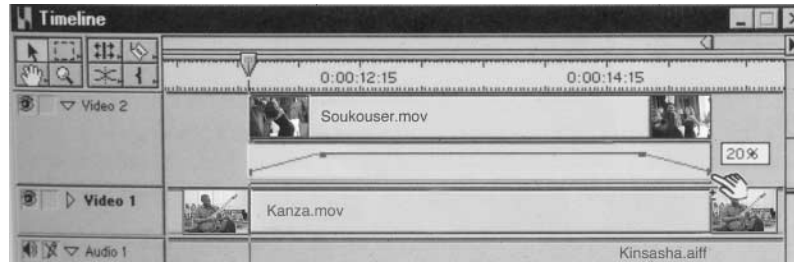 Timeline
0:00:12:15
0:00:14:15
Video 2
Soukouser.mov
20%
Video 1
Kanza.mov
Audio 1
Kinsasha.aiff